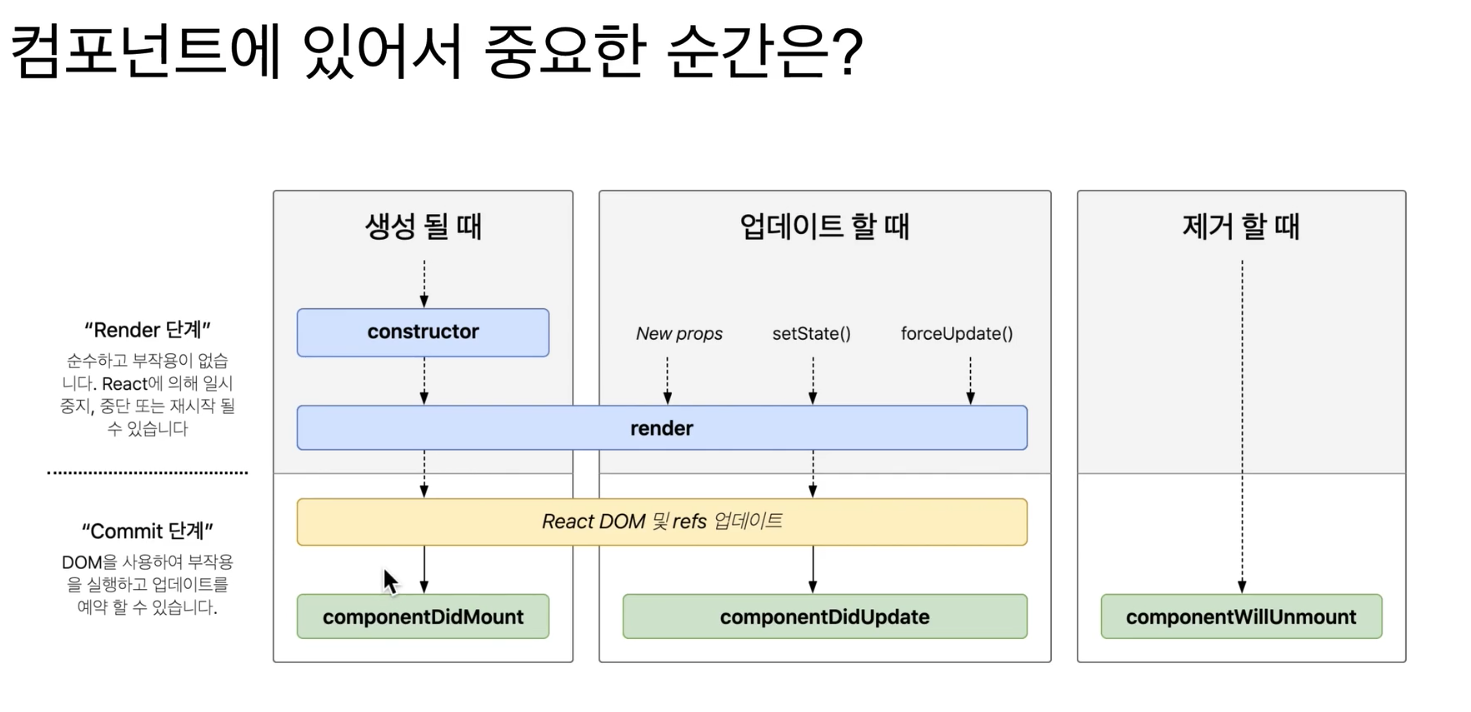 컴포넌트에 있어서 중요한 순간은?
생성 될 때
업데이트 할 때
제거 할 때
“Render 단계”
순수하고 부작용이 없습
니다. React에 의해 일시
중지, 중단 또는 재시작 될
수 있습니다
constructor
New props
setState()
forceUpdate()
render
“Commit 단계”
DOM을 사용하여 부작용
을 실행하고 업데이트를
예약 할 수 있습니다.
React DOM 및 refs 업데이트
componentDidMount
componentDidUpdate
componentWillUnmount